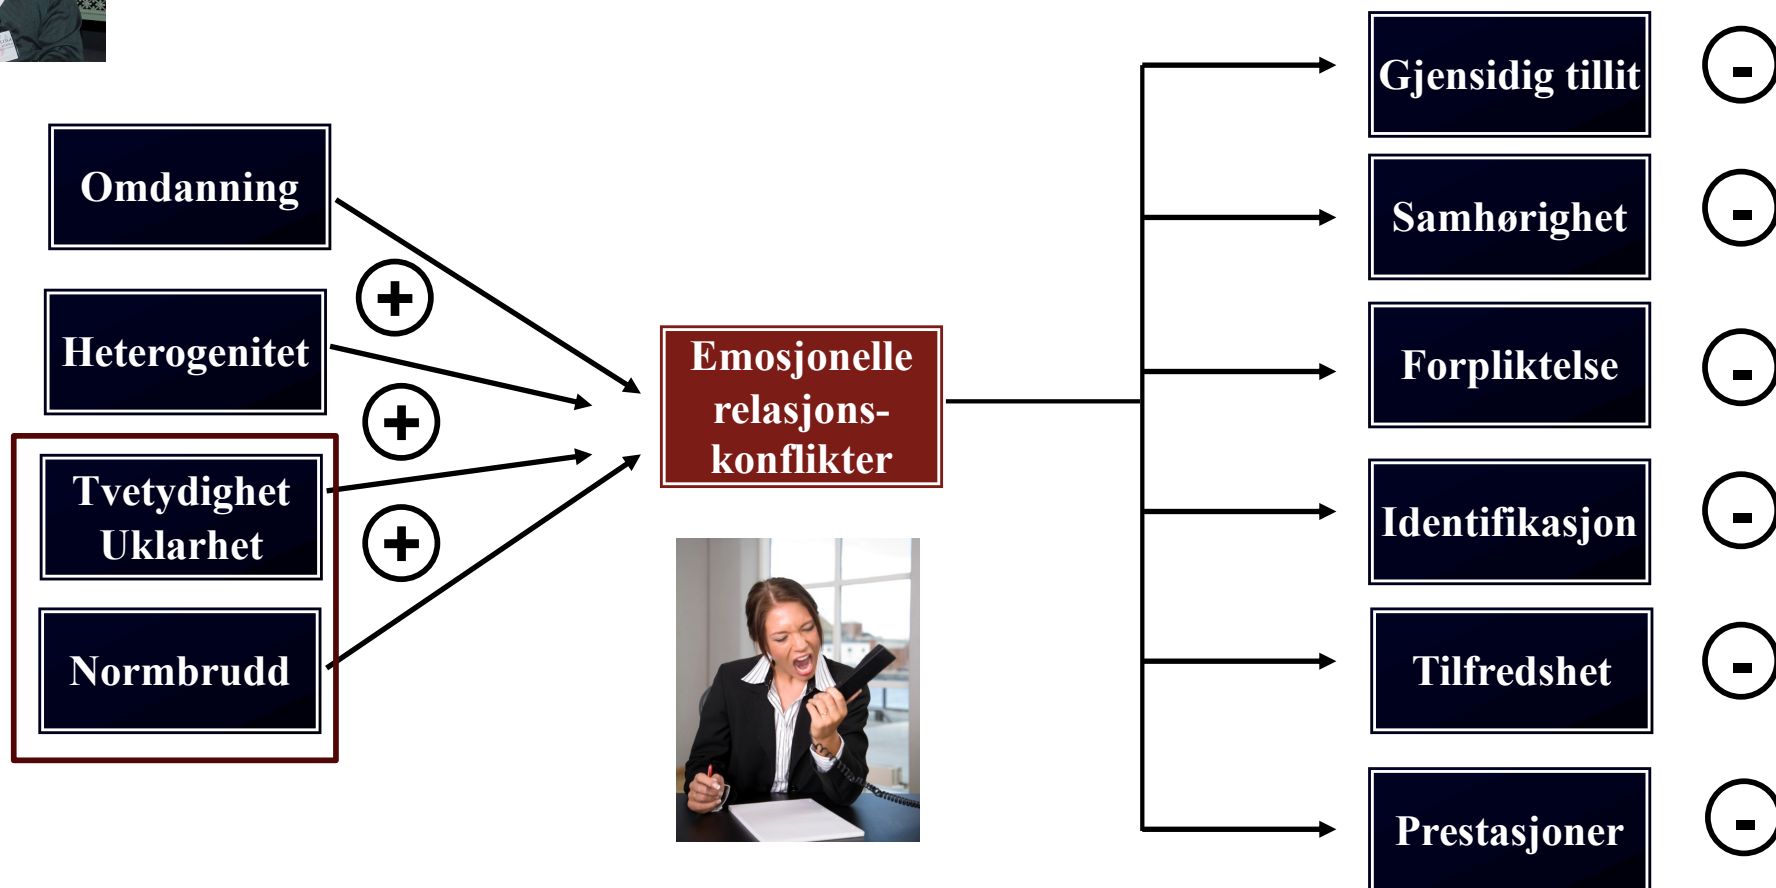 Omdanning
Heterogenitet
Tvetydighet
Uklarhet
Normbrudd
+
+
+
Emosjonelle
relasjons-
konflikter
Gjensidig tillit
-
Samhørighet
-
Forpliktelse
-
Identifikasjon
-
Tilfredshet
-
Prestasjoner
-